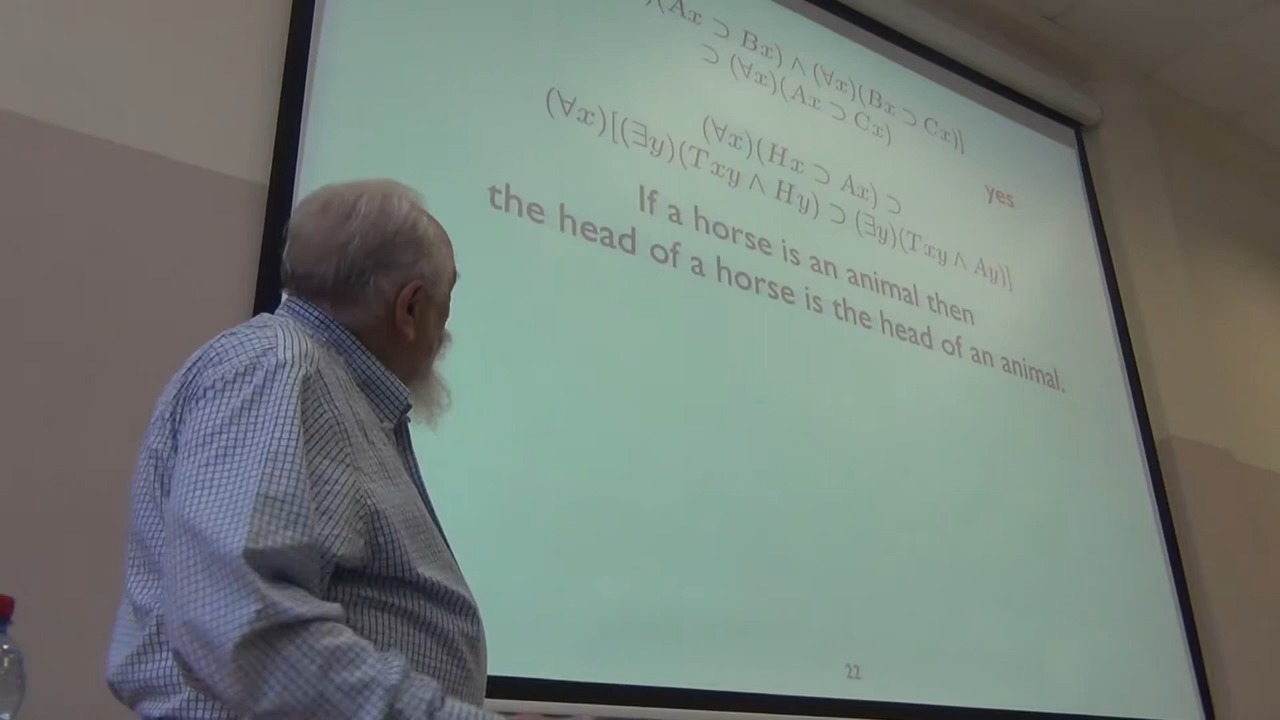 )(Ax ⊃ Bx) ∧ (∀x)(Bx ⊃ Cx)]
⊃ (∀x)(Ax ⊃ Cx)
(∀x)(Hx ⊃ Ax) ⊃
(∀x)[(∃y)(Txy ∧ Hy) ⊃ (∃y)(Txy ∧ Ay)]
yes
If a horse is an animal then
the head of a horse is the head of an animal.
22